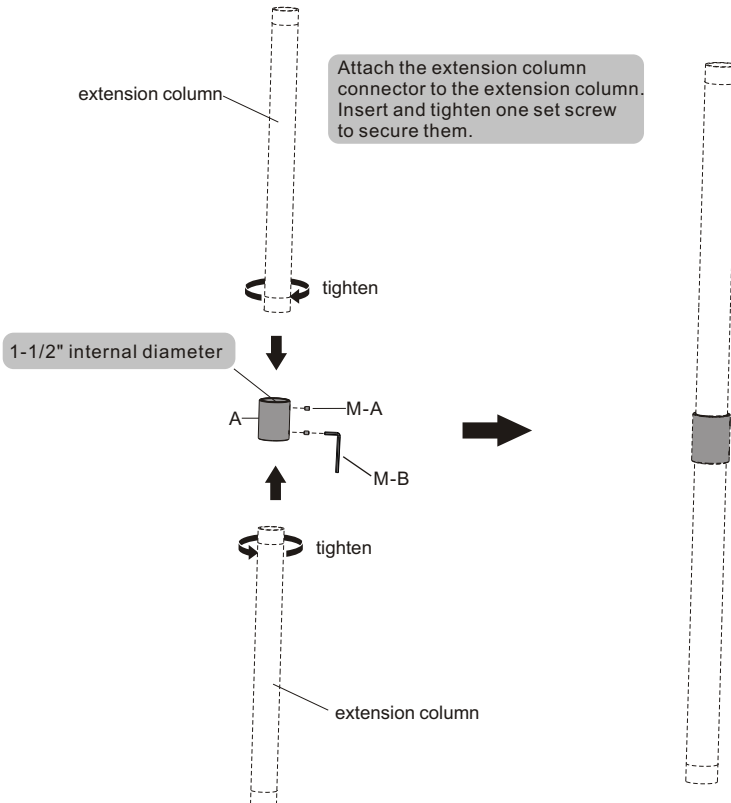 extension column
Attach the extension column
connector to the extension column.
Insert and tighten one set screw
to secure them.
tighten
1-1/2" internal diameter
A
M-A
M-B
tighten
extension column